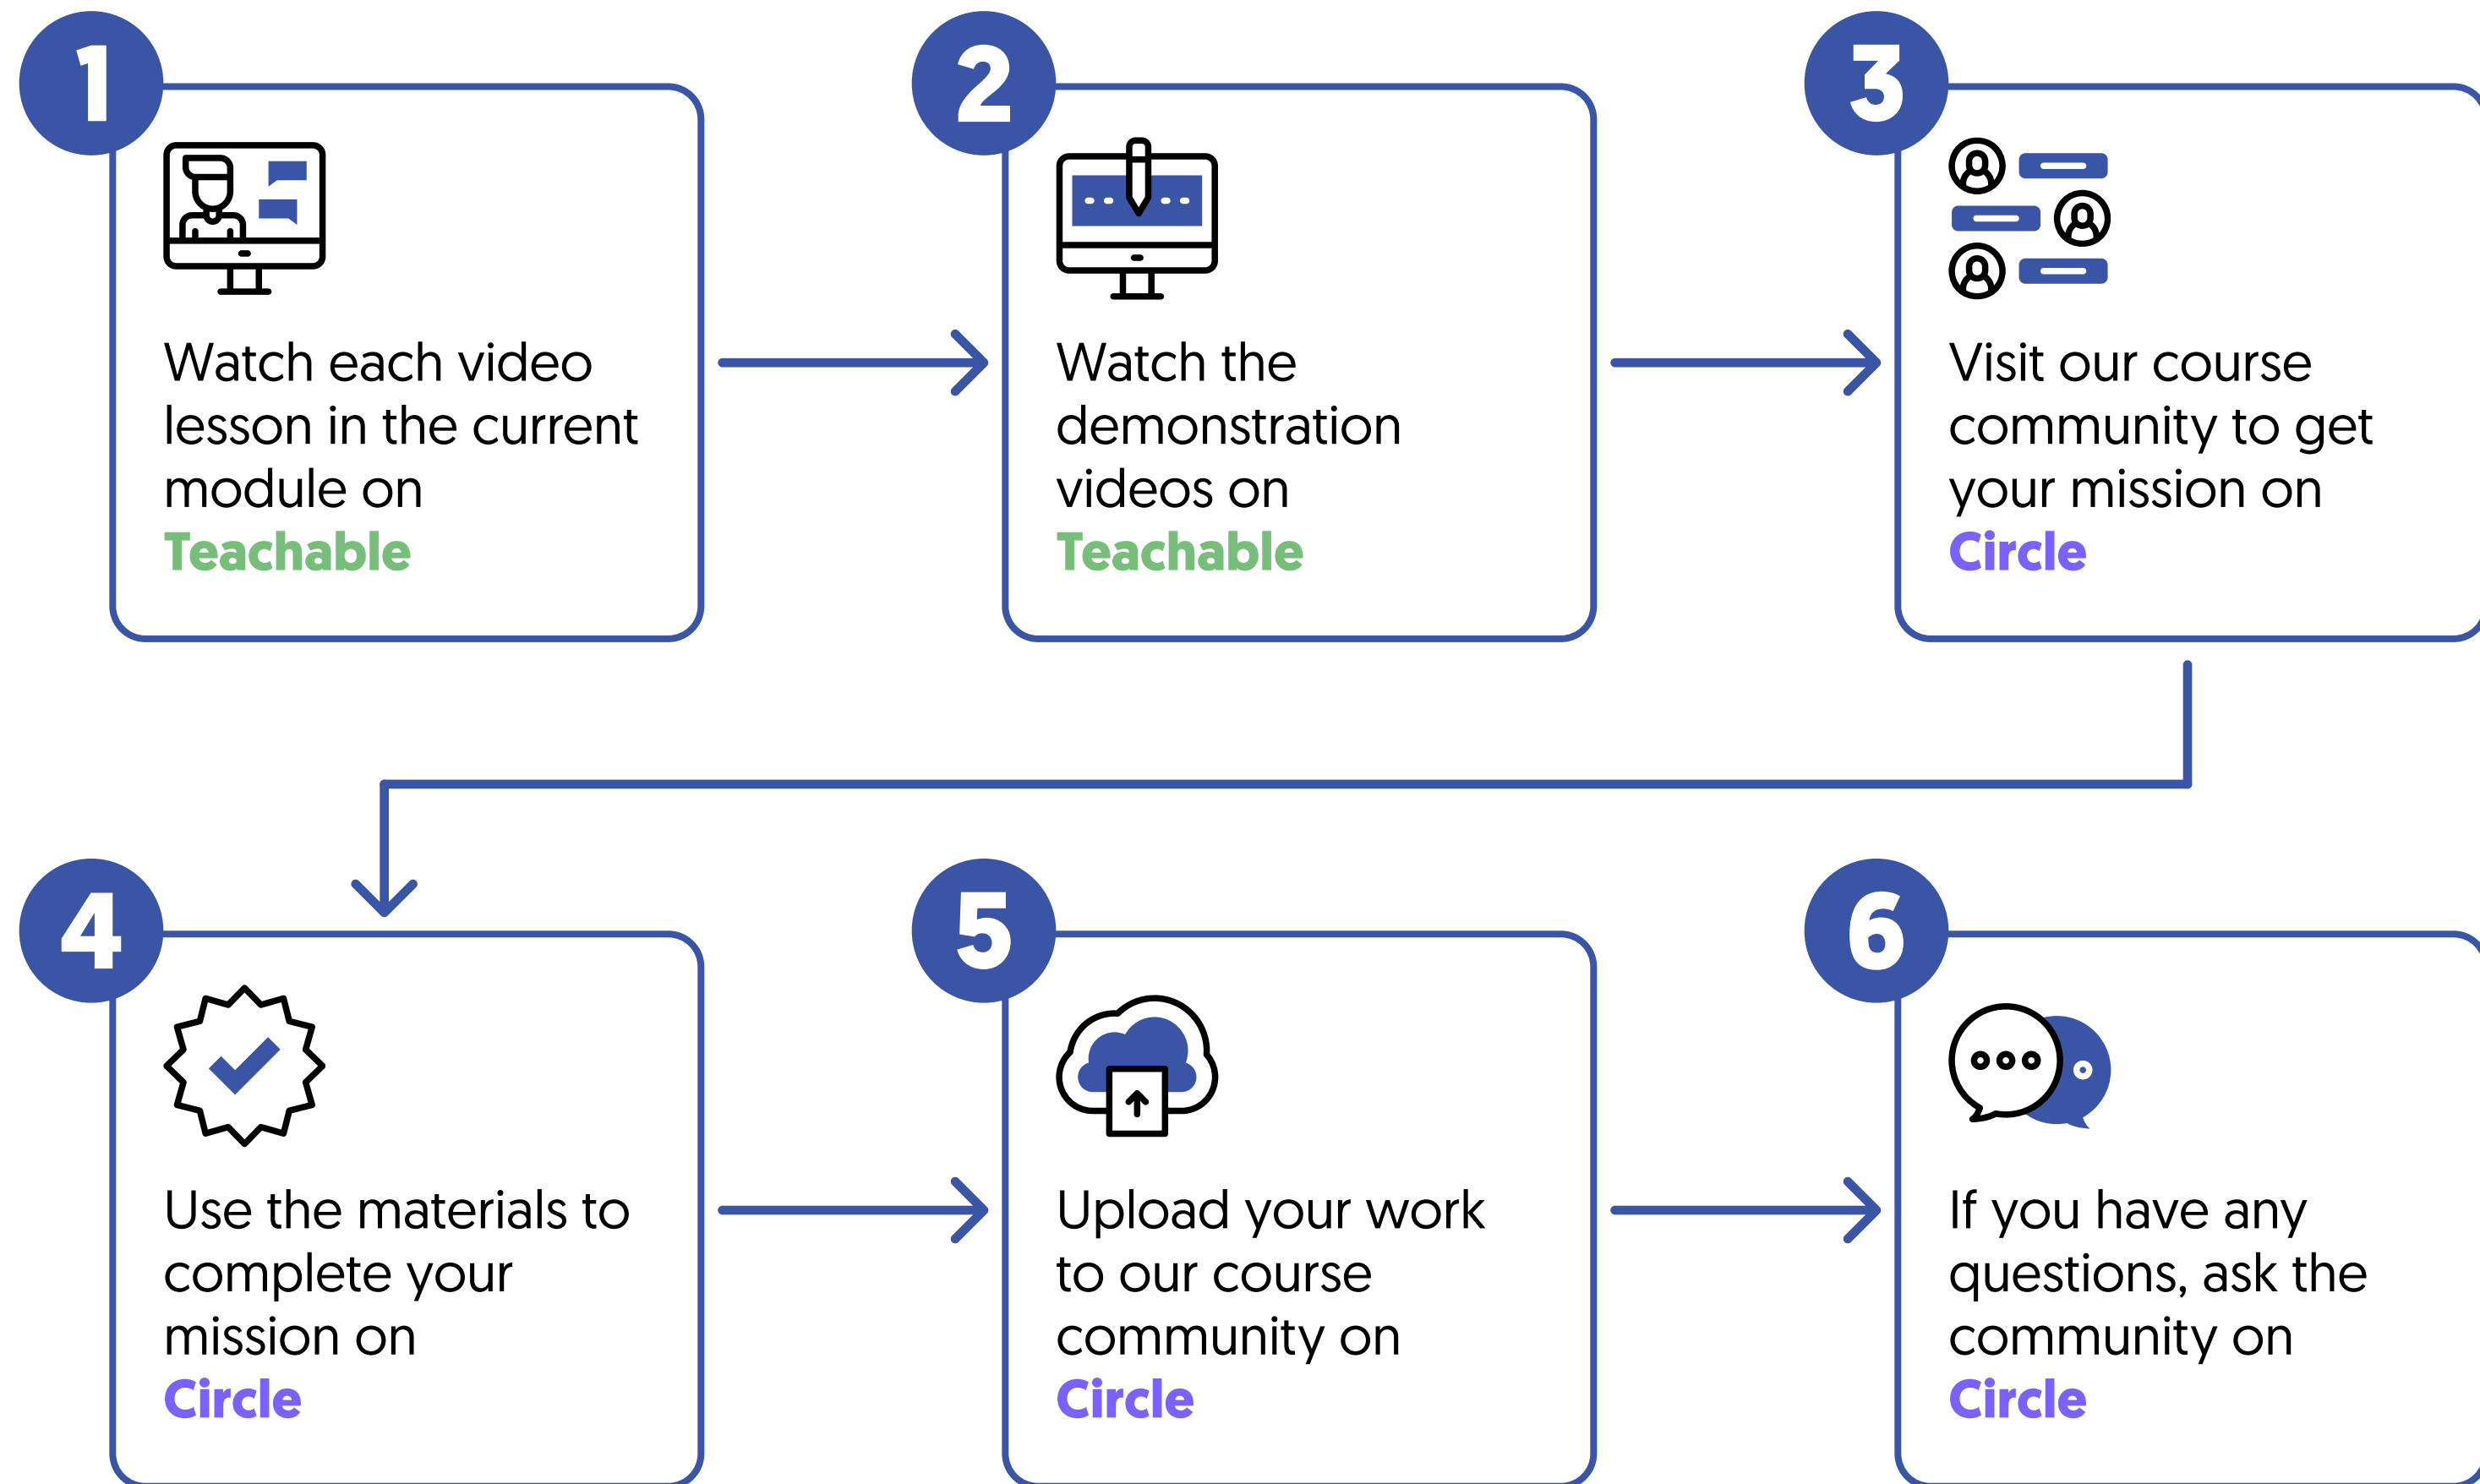 1
Watch each video
lesson in the current
module on
Teachable
2
Watch the
demonstration
videos on
Teachable
3
Visit our course
community to get
your mission on
Circle
4
Use the materials to
complete your
mission on
Circle
5
Upload your work
to our couse
community on
Circle
6
If you have any
questions, ask the
community on
Circle